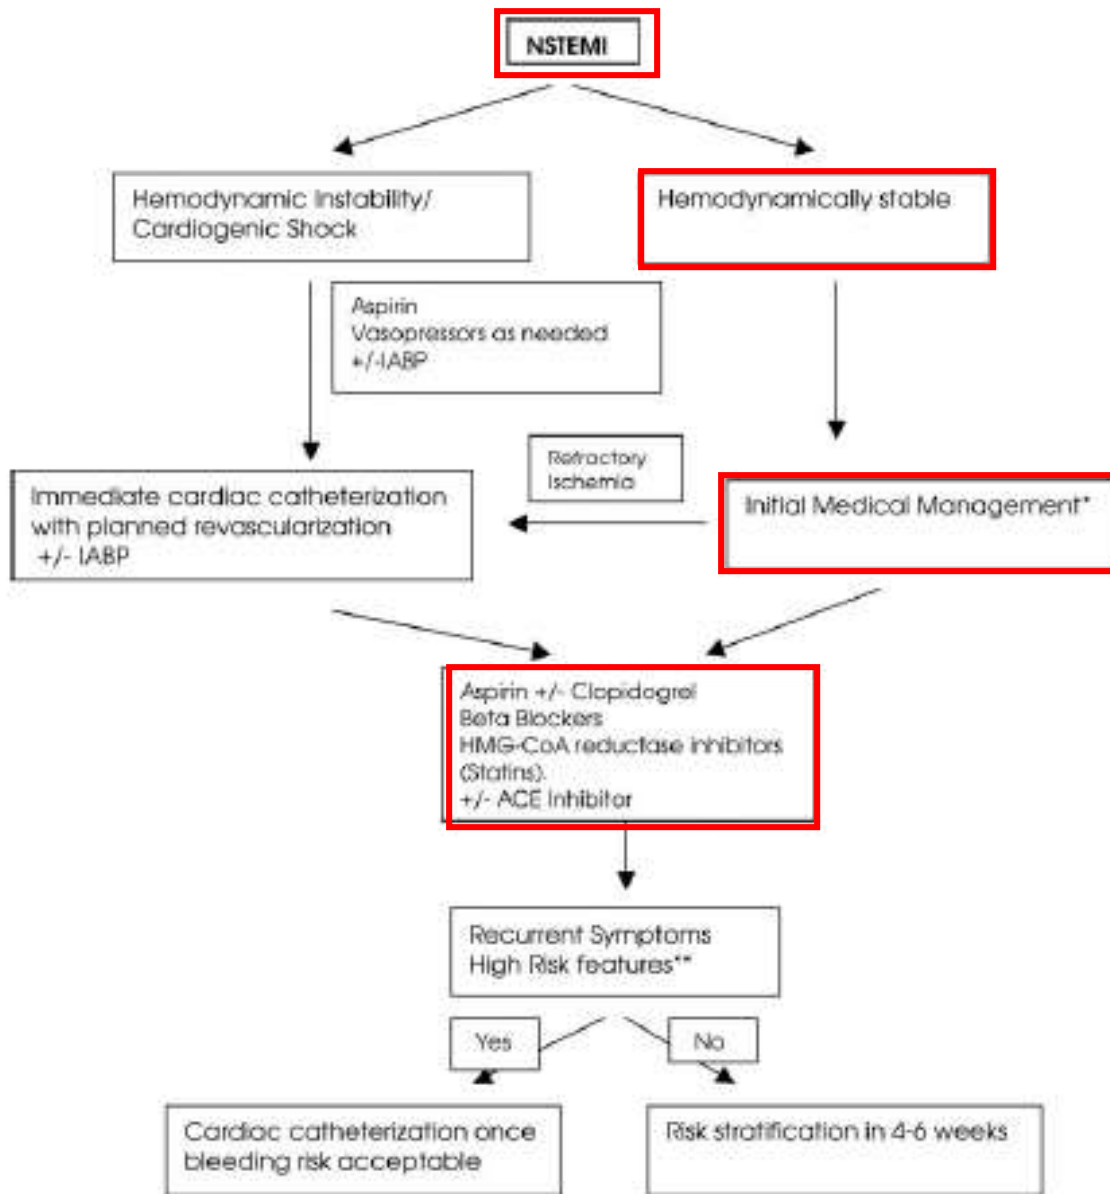 NSTEMI
Hemodynamic Instability/
Cardiogenic Shock
Hemodynamically stable
Aspirin
Vasopressors as needed
+/-IABP
Refractory
Ischemia
Immediate cardiac catheterization
with planned revascularization
+/- IABP
Initial Medical Management*
Aspirin +/- Clopidogrel
Beta Blockers
HMG-CoA reductase inhibitors
(Statins).
+/- ACE Inhibitor
Recurrent Symptoms
High Risk features**
Yes
No
Cardiac catheterization once
bleeding risk acceptable
Risk stratification in 4-6 weeks